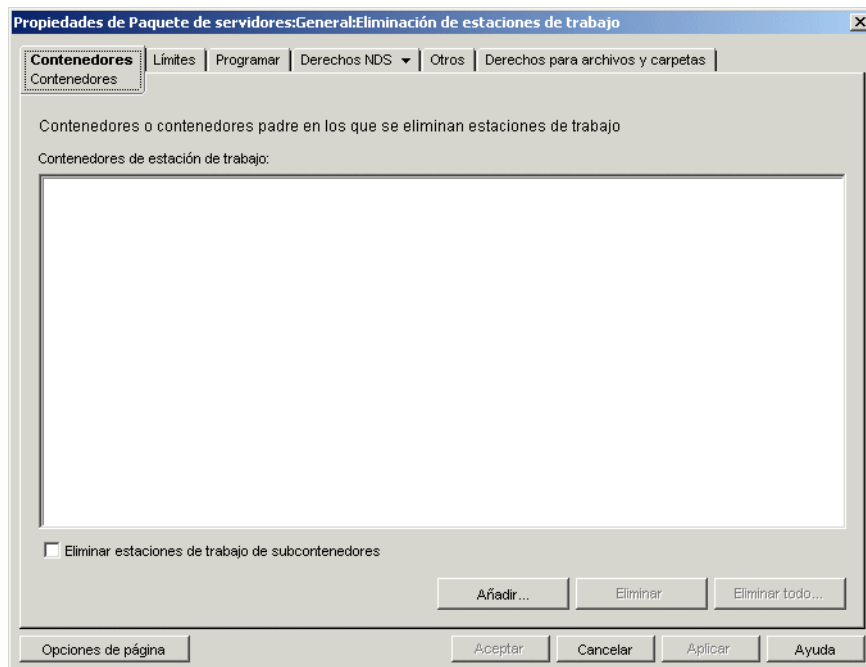 Propiedades de Paquete de servidores:General:Eliminación de estaciones de trabajo
Contenedores Límites Programar Derechos NDS Otros Derechos para archivos y carpetas
Contenedores
Contenedores o contenedores padre en los que se eliminan estaciones de trabajo
Contenedores de estación de trabajo:
Eliminar estaciones de trabajo de subcontenedores
Añadir... Eliminar Eliminar todo...
Opciones de página Aceptar Cancelar Aplicar Ayuda